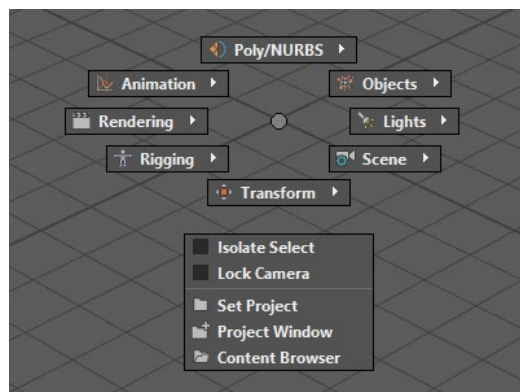 Poly/NURBS
Animation
Objects
Rendering
Lights
Rigging
Scene
Transform
Isolate Select
Lock Camera
Set Project
Project Window
Content Browser